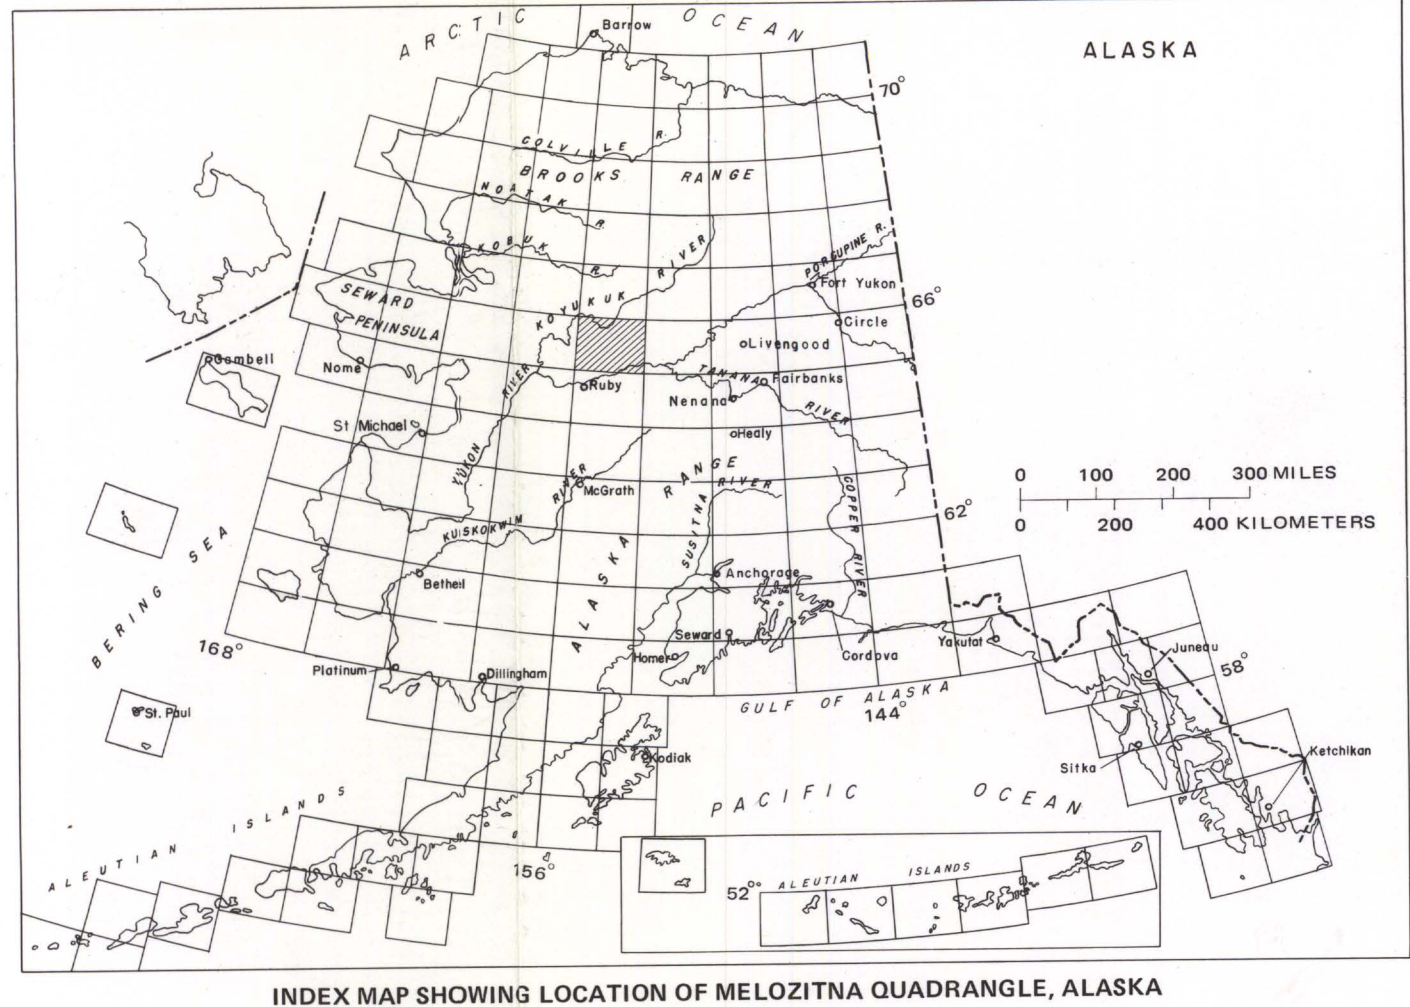 ARCTIC OCEAN
Barrow
ALASKA
70°
COLVILLE R.
BROOKS RANGE
NOATAK R.
KOBUK R.
KOYUKUK RIVER
PORCUPINE R.
Fort Yukon
66°
SEWARD
PENINSULA
Circle
Livengood
Gambell
Nome
RIVER
Ruby
TANANA
Fairbanks
Nenana
RIVER
St Michael
Healy
YUKON
RANGE
RIVER
RIVER
McGrath
0 100 200 300 MILES
0 200 400 KILOMETERS
COPPER RIVER
SUSITNA
62°
KUISKOKWIM
ALASKA
BERING SEA
Bethell
Anchorage
168°
Seward
Homer
Cordova
Yakutat
Juneau
58°
Platinum
Dillingham
GULF OF ALASKA
144°
St. Paul
Kodiak
Sitka
Ketchikan
PACIFIC OCEAN
ALEUTIAN ISLANDS
156°
52°
ALEUTIAN ISLANDS
INDEX MAP SHOWING LOCATION OF MELOZITNA QUADRANGLE, ALASKA